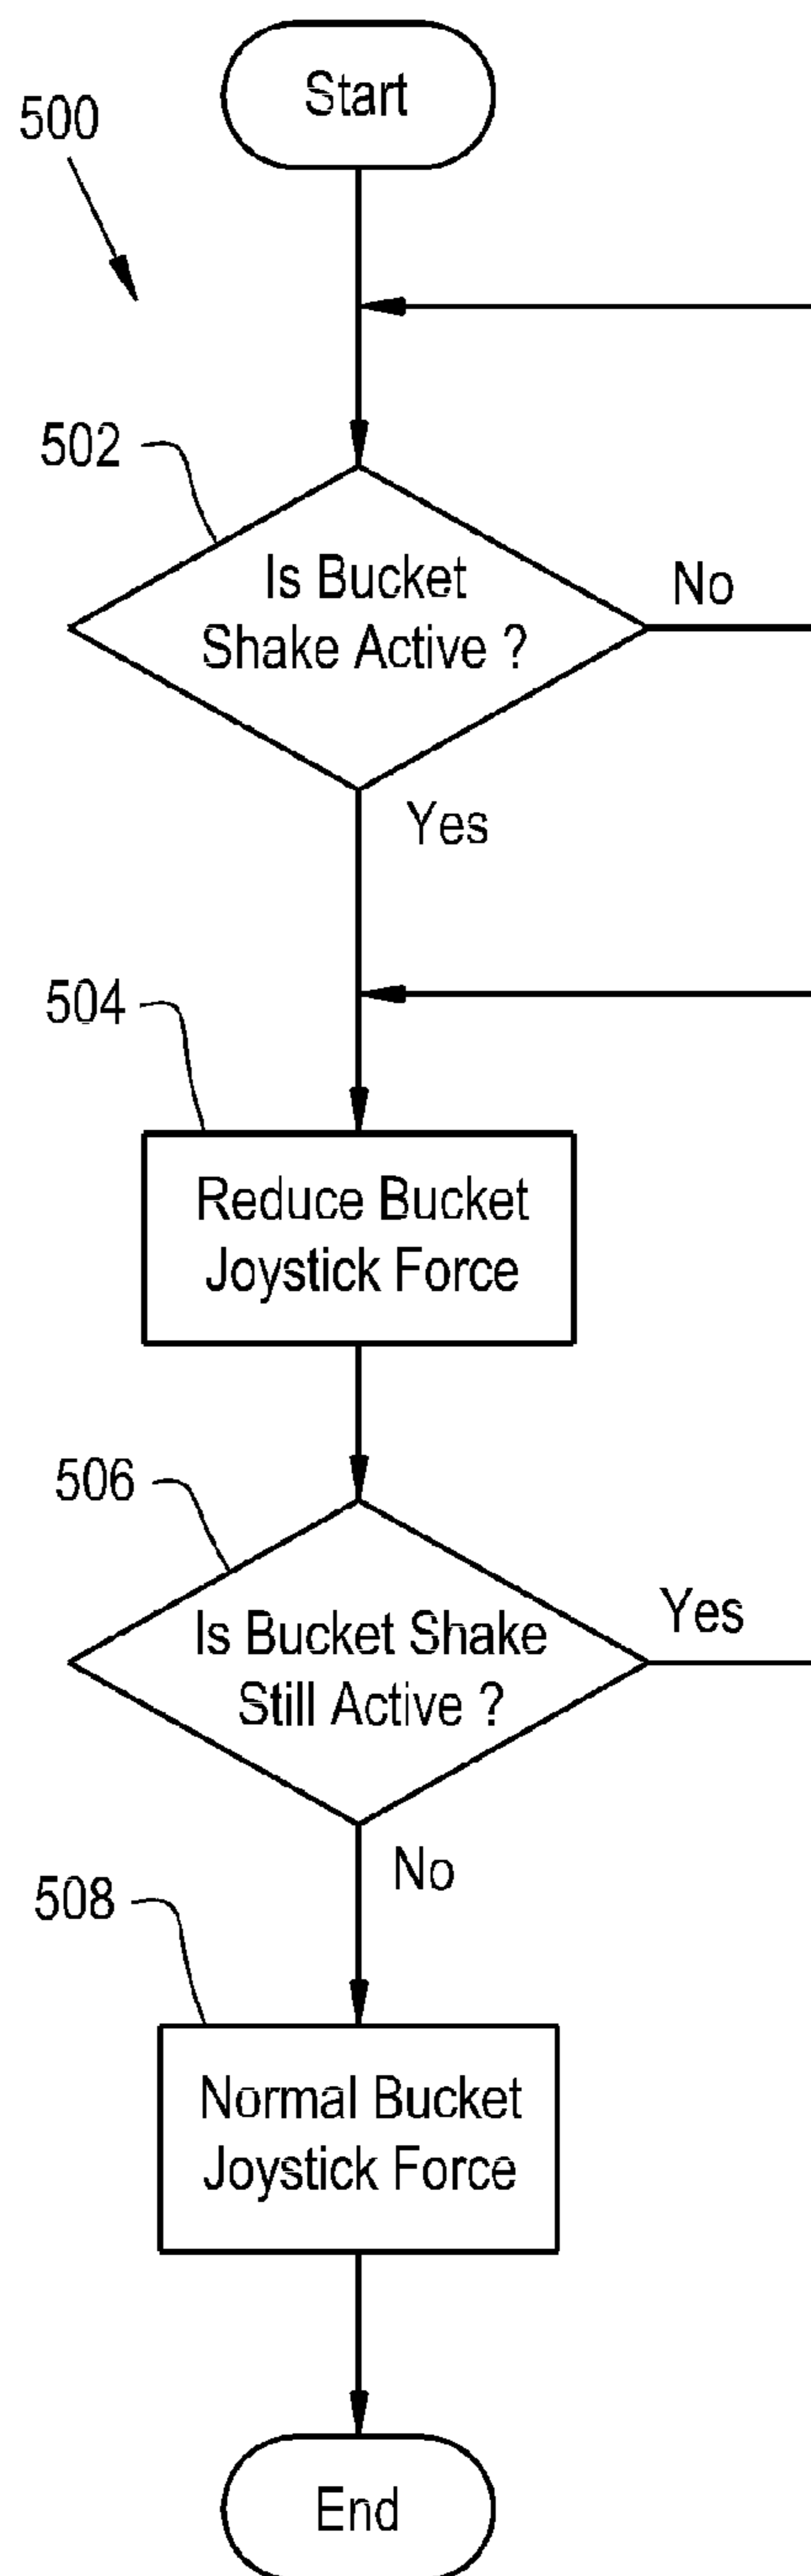 Start
500
502
Is Bucket
Shake Active ?
No
Yes
504
Reduce Bucket
Joystick Force
506
Is Bucket Shake
Still Active ?
Yes
No
508
Normal Bucket
Joystick Force
End